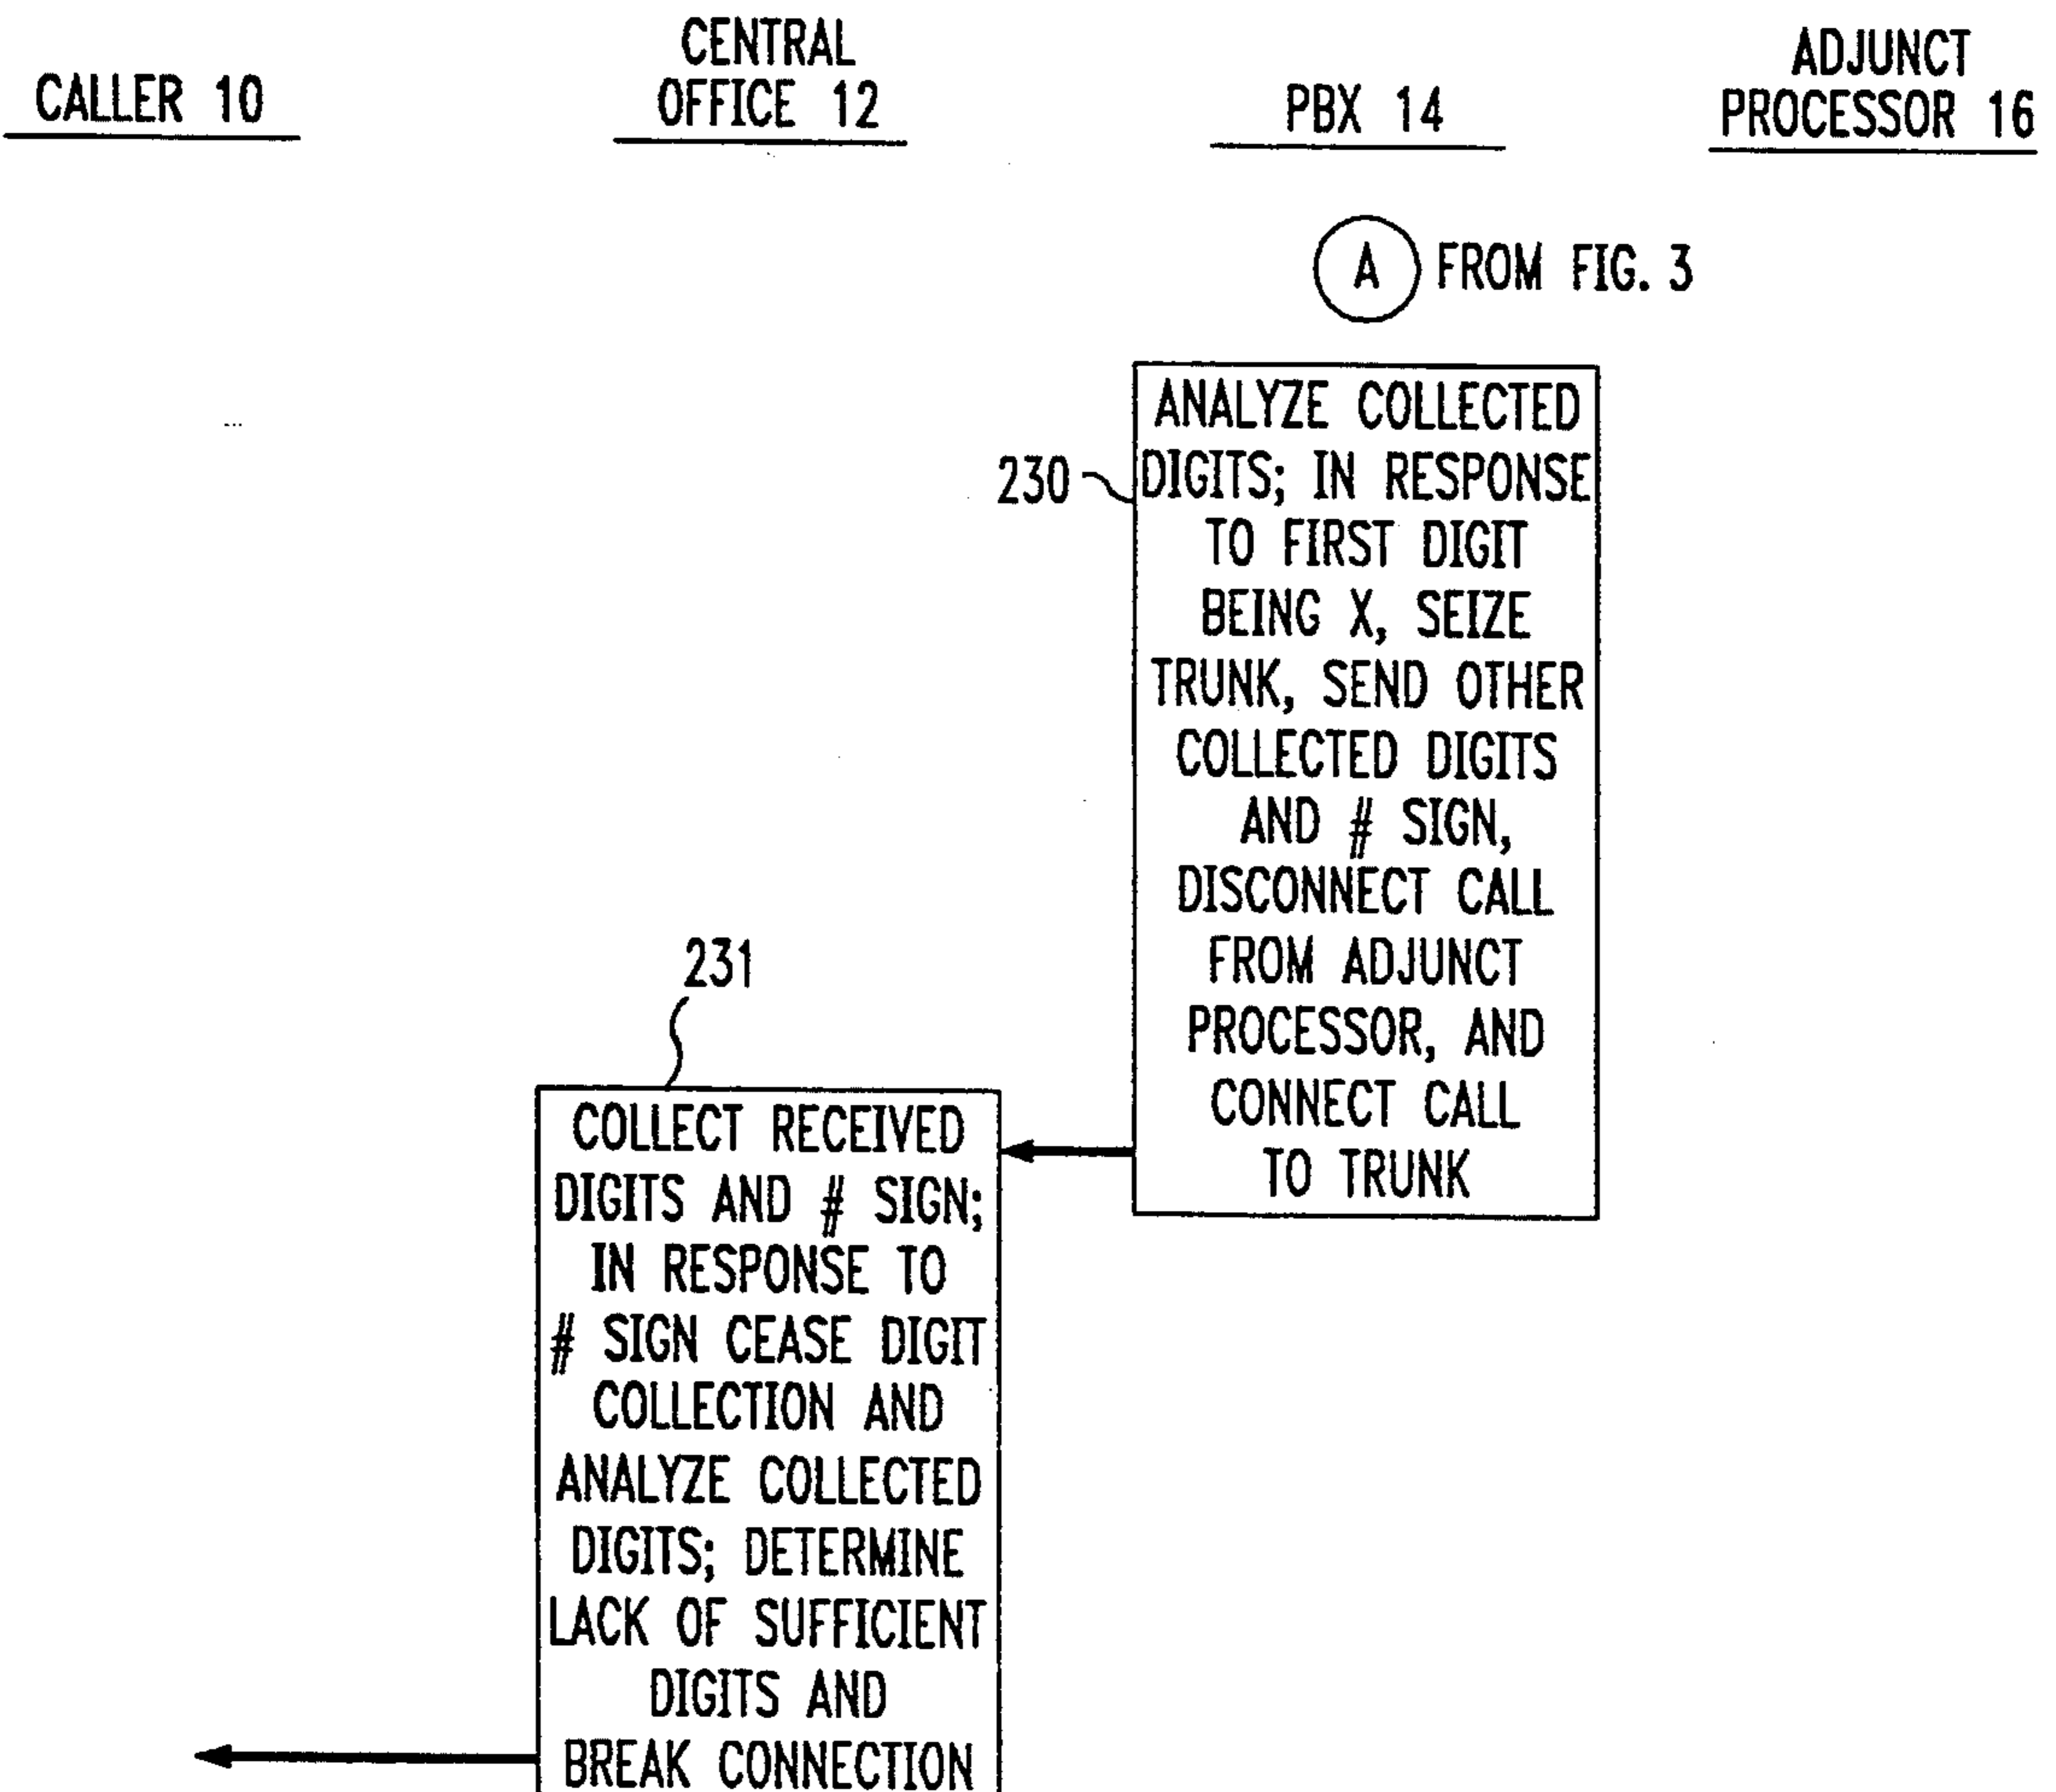 CALLER 10
CENTRAL
OFFICE 12
PBX 14
ADJUNCT
PROCESSOR 16
A FROM FIG. 3
230
ANALYZE COLLECTED
DIGITS; IN RESPONSE
TO FIRST DIGIT
BEING X, SEIZE
TRUNK, SEND OTHER
COLLECTED DIGITS
AND # SIGN,
DISCONNECT CALL
FROM ADJUNCT
PROCESSOR, AND
CONNECT CALL
TO TRUNK
231
COLLECT RECEIVED
DIGITS AND # SIGN;
IN RESPONSE TO
# SIGN CEASE DIGIT
COLLECTION AND
ANALYZE COLLECTED
DIGITS; DETERMINE
LACK OF SUFFICIENT
DIGITS AND
BREAK CONNECTION